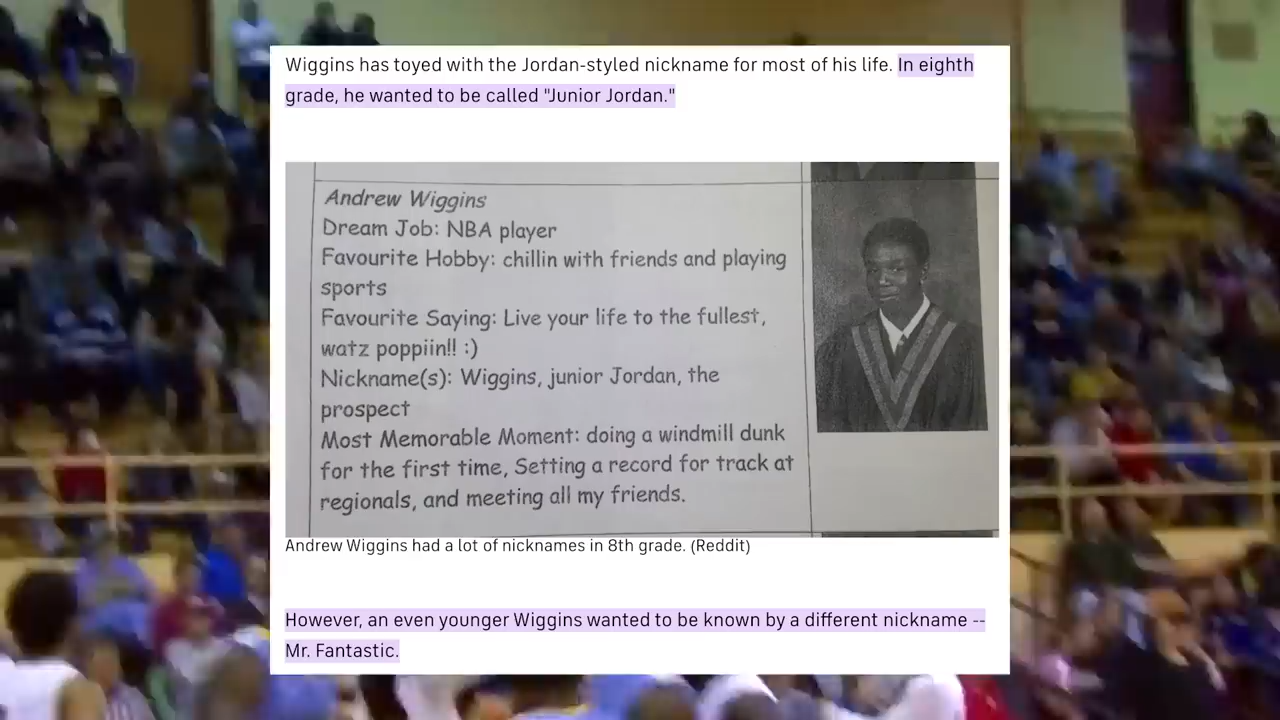 Wiggins has toyed with the Jordan-styled nickname for most of his life. In eighth
grade, he wanted to be called "Junior Jordan."
Andrew Wiggins
Dream Job: NBA player
Favourite Hobby: chillin with friends and playing
sports
Favourite Saying: Live your life to the fullest,
watz poppiin!! :)
Nickname(s): Wiggins, junior Jordan, the
prospect
Most Memorable Moment: doing a windmill dunk
for the first time, Setting a record for track at
regionals, and meeting all my friends.
Andrew Wiggins had a lot of nicknames in 8th grade. (Reddit)
However, an even younger Wiggins wanted to be known by a different nickname --
Mr. Fantastic.